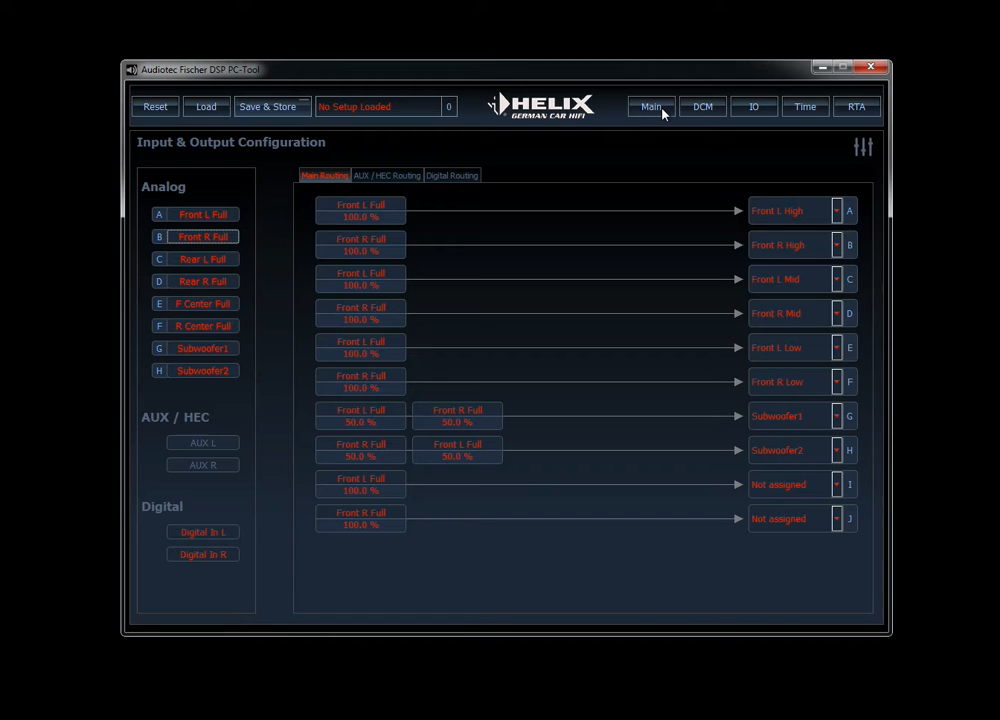 Audiotec Fischer DSP PC-Tool
Reset Load Save & Store No Setup Loaded 0 HELIX Main DCM IO Time RTA
GERMAN CAR HIFI
Input & Output Configuration
Main Routing AUX / HEC Routing Digital Routing
Analog
A Front L Full
B Front R Full
C Rear L Full
D Rear R Full
E F Center Full
F R Center Full
G Subwoofer1
H Subwoofer2
AUX / HEC
AUX L
AUX R
Digital
Digital In L
Digital In R
Front L Full
100.0 %
Front L High A
Front R Full
100.0 %
Front R High B
Front L Full
100.0 %
Front L Mid C
Front R Full
100.0 %
Front R Mid D
Front L Full
100.0 %
Front L Low E
Front R Full
100.0 %
Front R Low F
Front L Full Front R Full
50.0 % 50.0 %
Subwoofer1 G
Front R Full Front L Full
50.0 % 50.0 %
Subwoofer2 H
Front L Full
100.0 %
Not assigned I
Front R Full
100.0 %
Not assigned J